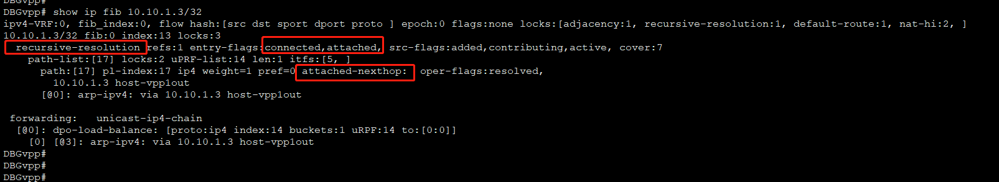 DBGvpp#
DBGvpp# show ip fib 10.10.1.3/32
ipv4-VRF:0, fib_index:0, flow hash:[src dst sport dport proto ] epoch:0 flags:none locks:[adjacency:1, recursive-resolution:1, default-route:1, nat-hi:2, ]
10.10.1.3/32 fib:0 index:13 locks:3
recursive-resolution refs:1 entry-flags:connected,attached, src-flags:added,contributing,active, cover:7
path-list:[17] locks:2 uPRF-list:14 len:1 itfs:[5, ]
path:[17] pl-index:17 ip4 weight=1 pref=0 attached-nexthop: oper-flags:resolved,
10.10.1.3 host-vpp1out
[@0]: arp-ipv4: via 10.10.1.3 host-vpp1out
forwarding: unicast-ip4-chain
[@0]: dpo-load-balance: [proto:ip4 index:14 buckets:1 uRPF:14 to:[0:0]]
[0] [@3]: arp-ipv4: via 10.10.1.3 host-vpp1out
DBGvpp#
DBGvpp#
DBGvpp#